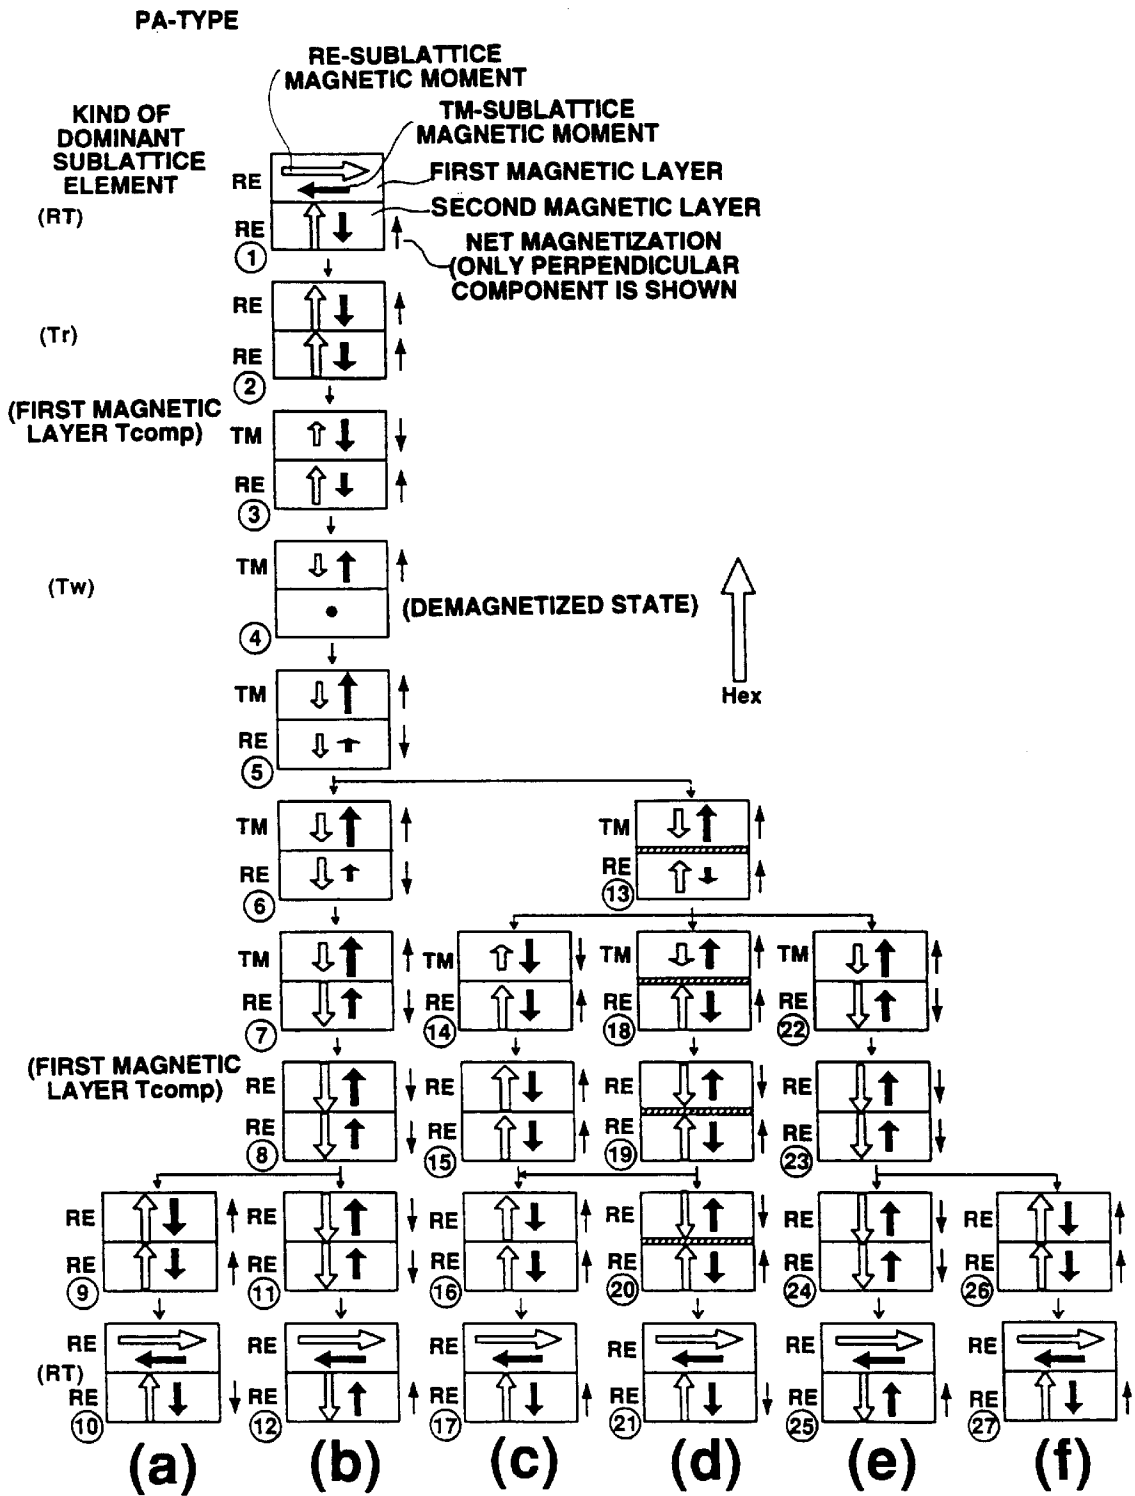 PA-TYPE
RE-SUBLATTICE
MAGNETIC MOMENT
TM-SUBLATTICE
MAGNETIC MOMENT
KIND OF
DOMINANT
SUBLATTICE
ELEMENT
RE
FIRST MAGNETIC LAYER
(RT)
SECOND MAGNETIC LAYER
RE
1
NET MAGNETIZATION
(ONLY PERPENDICULAR
COMPONENT IS SHOWN
RE
(Tr)
RE
2
(FIRST MAGNETIC
LAYER Tcomp)
TM
RE
3
TM
(Tw)
(DEMAGNETIZED STATE)
4
Hex
TM
RE
5
TM
RE
6
TM
RE
13
TM
RE
7
TM
RE
14
TM
RE
18
TM
RE
22
(FIRST MAGNETIC
LAYER Tcomp)
RE
RE
8
RE
RE
15
RE
RE
19
RE
RE
23
RE
RE
9
RE
RE
11
RE
RE
16
RE
RE
20
RE
RE
24
RE
RE
26
RE
(RT)
RE
10
RE
RE
12
RE
RE
17
RE
RE
21
RE
RE
25
RE
RE
27
(a) (b) (c) (d) (e) (f)